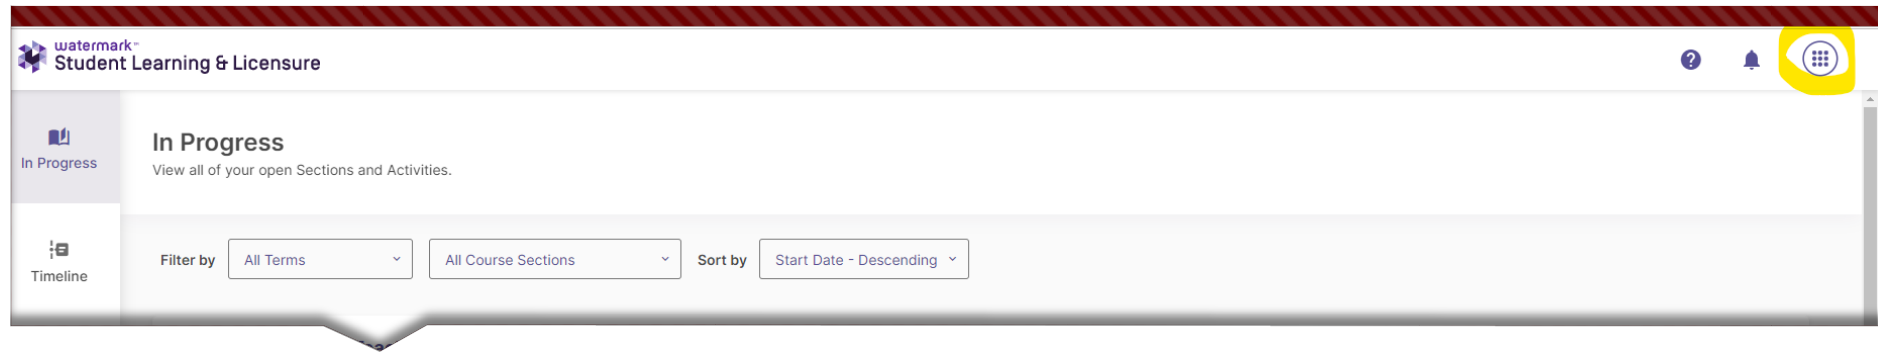 watermark™
Student Learning & Licensure
In Progress
In Progress
View all of your open Sections and Activities.
Filter by
All Terms
All Course Sections
Sort by
Start Date - Descending
Timeline